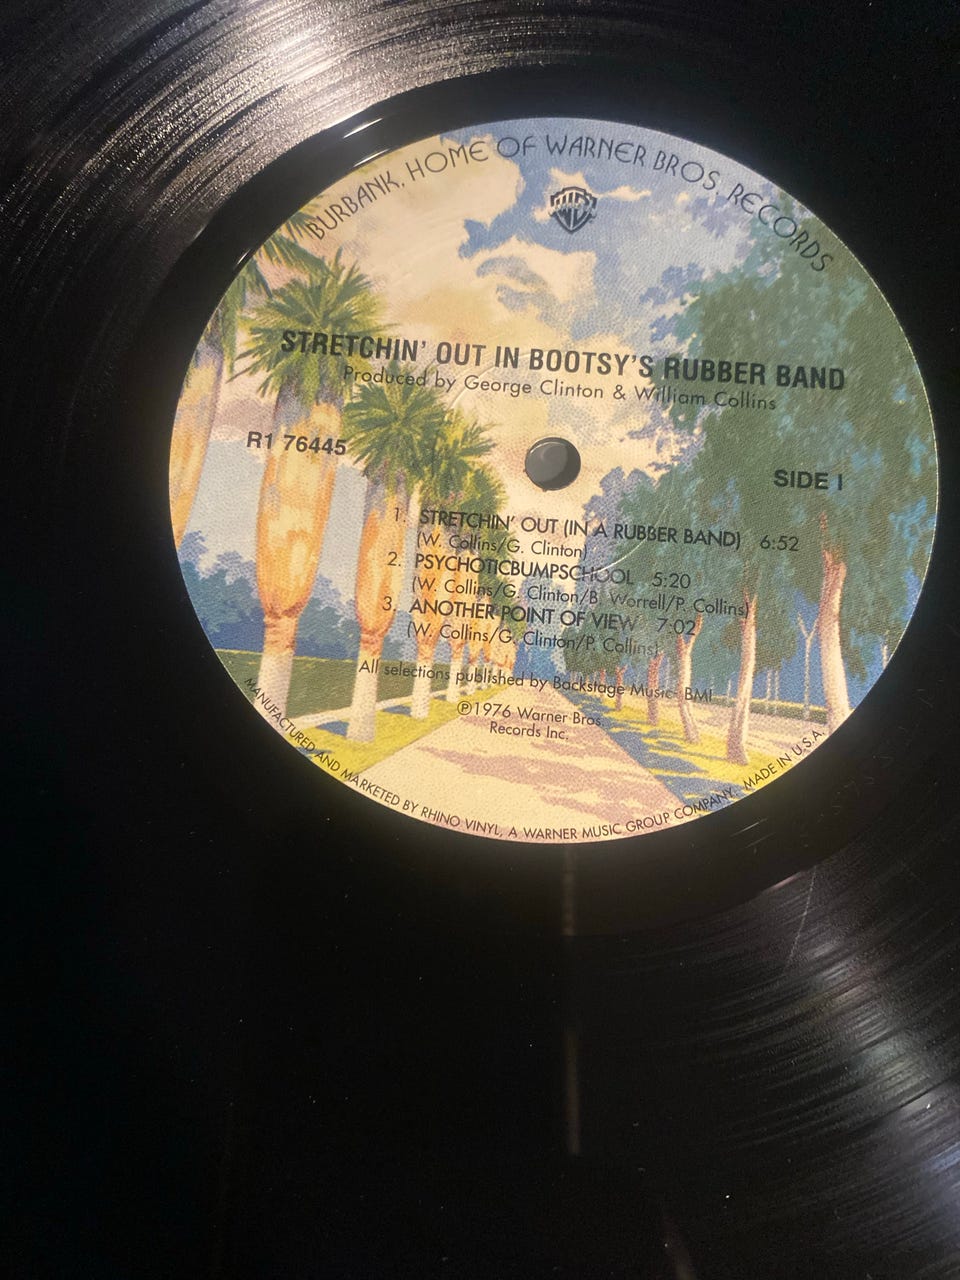 BURBANK, HOME OF WARNER BROS. RECORDS
WB
STRETCHIN' OUT IN BOOTSY'S RUBBER BAND
Produced by George Clinton & William Collins
R1 76445
SIDE I
1. STRETCHIN' OUT (IN A RUBBER BAND) 6:52
(W. Collins/G. Clinton)
2. PSYCHOTICBUMPSCHOOL 5:20
(W. Collins/G. Clinton/B. Worrell/P. Collins)
3. ANOTHER POINT OF VIEW 7:02
(W. Collins/G. Clinton/P. Collins)
All selections published by Backstage Music- BMI
℗1976 Warner Bros.
Records Inc.
MANUFACTURED AND MARKETED BY RHINO VINYL, A WARNER MUSIC GROUP COMPANY. MADE IN U.S.A.